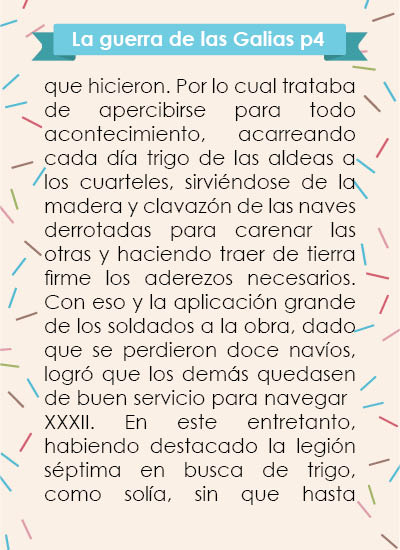 La guerra de las Galias p4
que hicieron. Por lo cual trataba
de apercibirse para todo
acontecimiento, acarreando
cada día trigo de las aldeas a
los cuarteles, sirviéndose de la
madera y clavazón de las naves
derrotadas para carenar las
otras y haciendo traer de tierra
firme los aderezos necesarios.
Con eso y la aplicación grande
de los soldados a la obra, dado
que se perdieron doce navíos,
logró que los demás quedasen
de buen servicio para navegar
XXXII. En este entretanto,
habiendo destacado la legión
séptima en busca de trigo,
como solía, sin que hasta